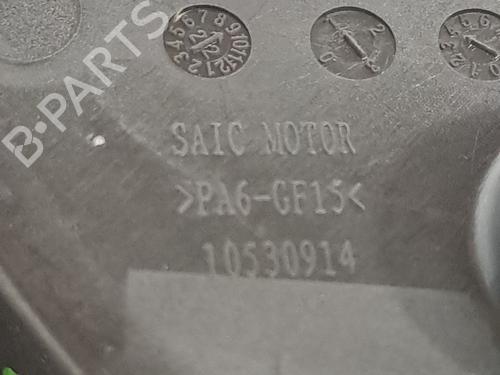 B-PARTS
SAIC MOTOR
>PA6-GF15<
10530914